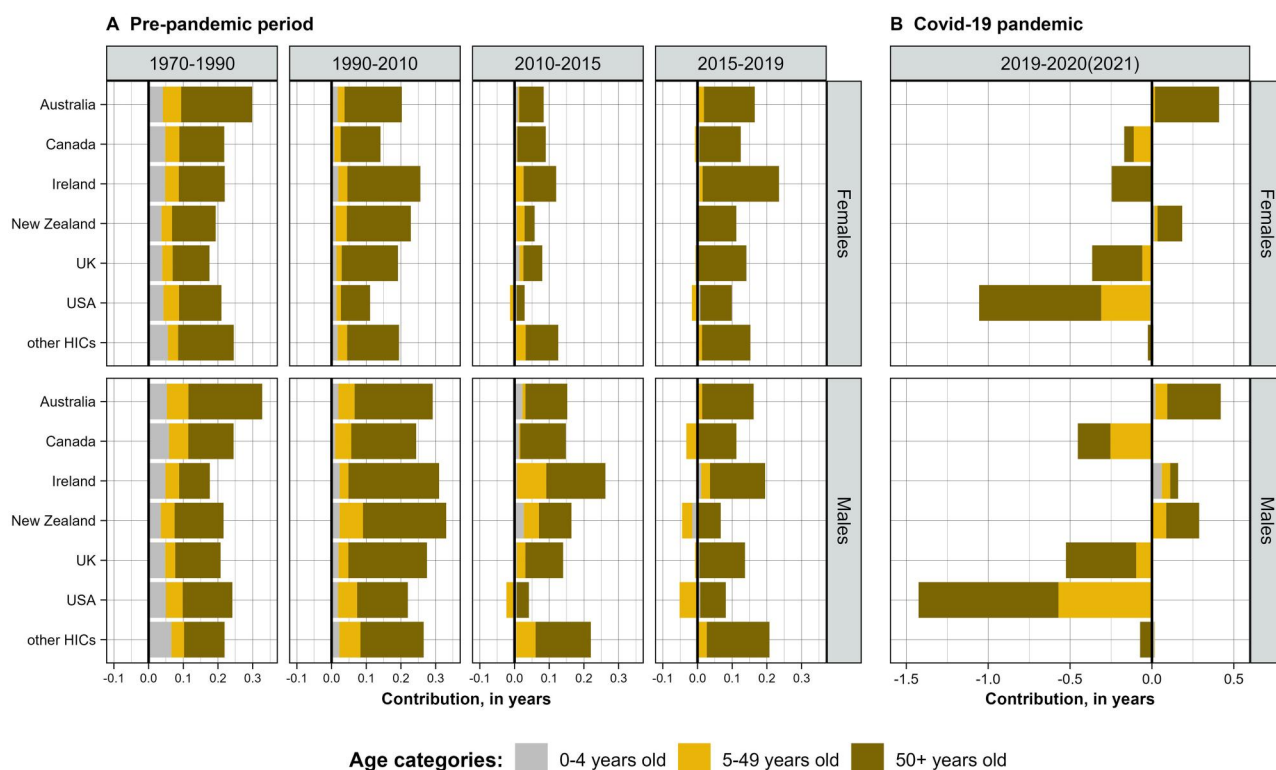 A Pre-pandemic period
B Covid-19 pandemic
1970-1990
1990-2010
2010-2015
2015-2019
2019-2020(2021)
Australia
Canada
Ireland
New Zealand
UK
USA
other HICs
Females
Females
Australia
Canada
Ireland
New Zealand
UK
USA
other HICs
Males
Males
-0.1 0.0 0.1 0.2 0.3
-0.1 0.0 0.1 0.2 0.3
-0.1 0.0 0.1 0.2 0.3
-0.1 0.0 0.1 0.2 0.3
-1.5 -1.0 -0.5 0.0 0.5
Contribution, in years
Contribution, in years
Age categories: 0-4 years old 5-49 years old 50+ years old